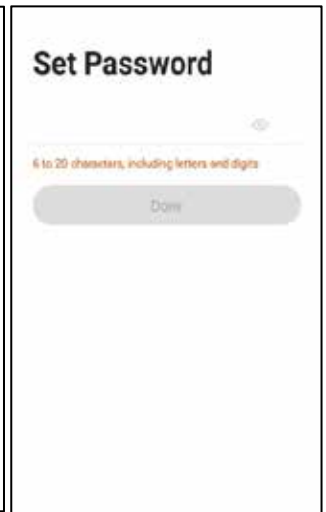 Set Password
6 to 20 characters, including letters and digits
Done